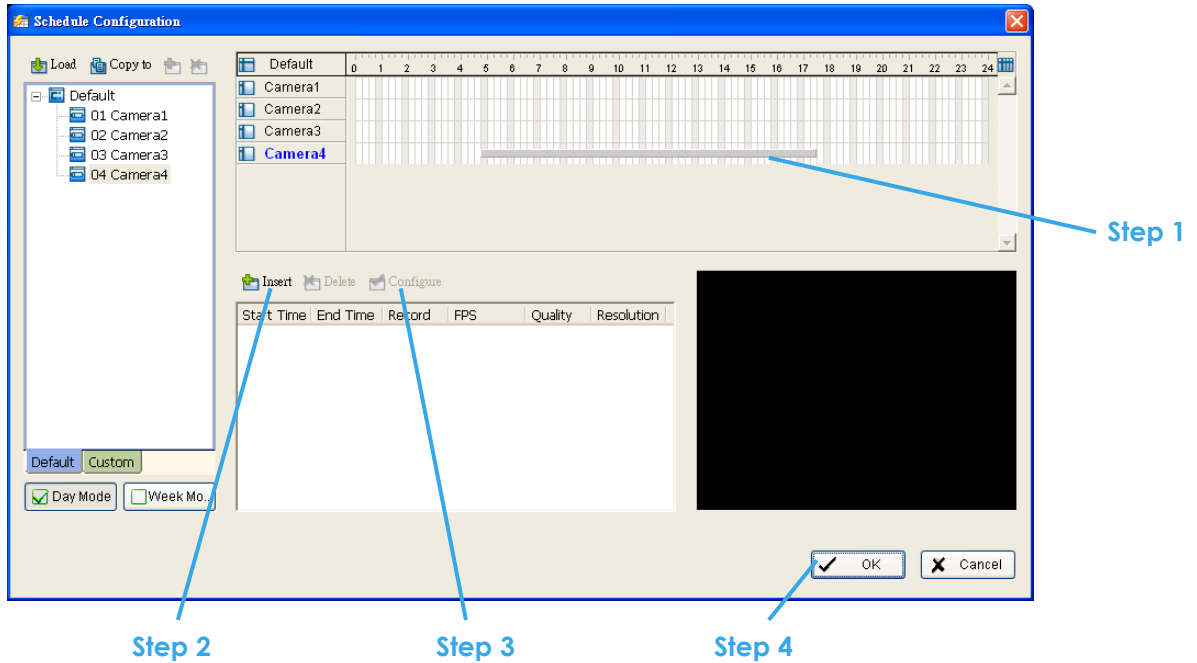 Schedule Configuration
Load Copy to
Default
01 Camera1
02 Camera2
03 Camera3
04 Camera4
Default Custom
Day Mode Week Mo..
Default 0 1 2 3 4 5 6 7 8 9 10 11 12 13 14 15 16 17 18 19 20 21 22 23 24
Camera1
Camera2
Camera3
Camera4
Step 1
Insert Delete Configure
Start Time End Time Record FPS Quality Resolution
OK Cancel
Step 2 Step 3 Step 4